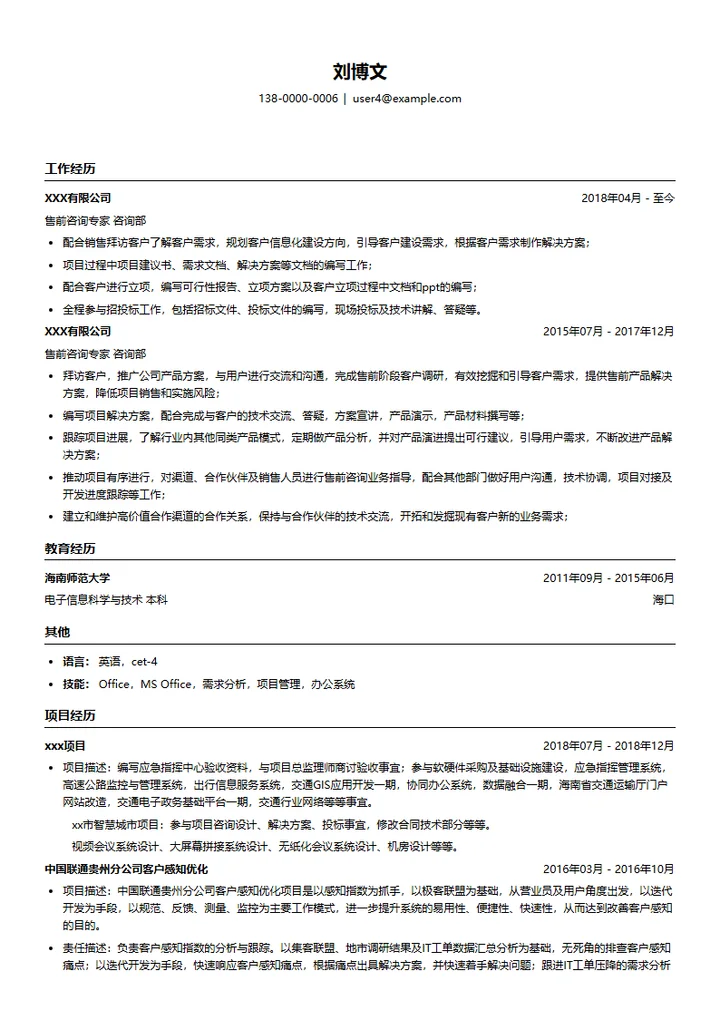 刘博文
138-0000-0006 | user4@example.com
工作经历
XXX有限公司 2018年04月 - 至今
售前咨询专家 咨询部
• 配合销售拜访客户了解客户需求，规划客户信息化建设方向，引导客户建设需求，根据客户需求制作解决方案；
• 项目过程中项目建议书、需求文档、解决方案等文档的编写工作；
• 配合客户进行立项，编写可行性报告、立项方案以及客户立项过程中文档和ppt的编写；
• 全程参与招投标工作，包括招标文件、投标文件的编写，现场投标及技术讲解、答疑等。
XXX有限公司 2015年07月 - 2017年12月
售前咨询专家 咨询部
• 拜访客户，推广公司产品方案，与用户进行交流和沟通，完成售前阶段客户调研，有效挖掘和引导客户需求，提供售前产品解决
方案，降低项目销售和实施风险；
• 编写项目解决方案，配合完成与客户的技术交流、答疑，方案宣讲，产品演示，产品材料撰写等；
• 跟踪项目进展，了解行业内其他同类产品模式，定期做产品分析，并对产品演进提出可行建议，引导用户需求，不断改进产品解
决方案；
• 推动项目有序进行，对渠道、合作伙伴及销售人员进行售前咨询业务指导，配合其他部门做好用户沟通，技术协调，项目对接及
开发进度跟踪等工作；
• 建立和维护高价值合作渠道的合作关系，保持与合作伙伴的技术交流，开拓和发掘现有客户新的业务需求；
教育经历
海南师范大学 2011年09月 - 2015年06月
电子信息科学与技术 本科 海口
其他
• 语言： 英语，cet-4
• 技能： Office，MS Office，需求分析，项目管理，办公系统
项目经历
xxx项目 2018年07月 - 2018年12月
• 项目描述：编写应急指挥中心验收资料，与项目总监理师商讨验收事宜；参与软硬件采购及基础设施建设，应急指挥管理系统，
高速公路监控与管理系统，出行信息服务系统，交通GIS应用开发一期，协同办公系统，数据融合一期，海南省交通运输厅门户
网站改造，交通电子政务基础平台一期，交通行业网络等等事宜。
xx市智慧城市项目：参与项目咨询设计、解决方案、投标事宜，修改合同技术部分等等。
视频会议系统设计、大屏幕拼接系统设计、无纸化会议系统设计、机房设计等等。
中国联通贵州分公司客户感知优化 2016年03月 - 2016年10月
• 项目描述：中国联通贵州分公司客户感知优化项目是以感知指数为抓手，以极客联盟为基础，从营业员及用户角度出发，以迭代
开发为手段，以规范、反馈、测量、监控为主要工作模式，进一步提升系统的易用性、便捷性、快速性，从而达到改善客户感知
的目的。
• 责任描述：负责客户感知指数的分析与跟踪。以集客联盟、地市调研结果及IT工单数据汇总分析为基础，无死角的排查客户感知
痛点；以迭代开发为手段，快速响应客户感知痛点，根据痛点出具解决方案，并快速着手解决问题；跟进IT工单压降的需求分析